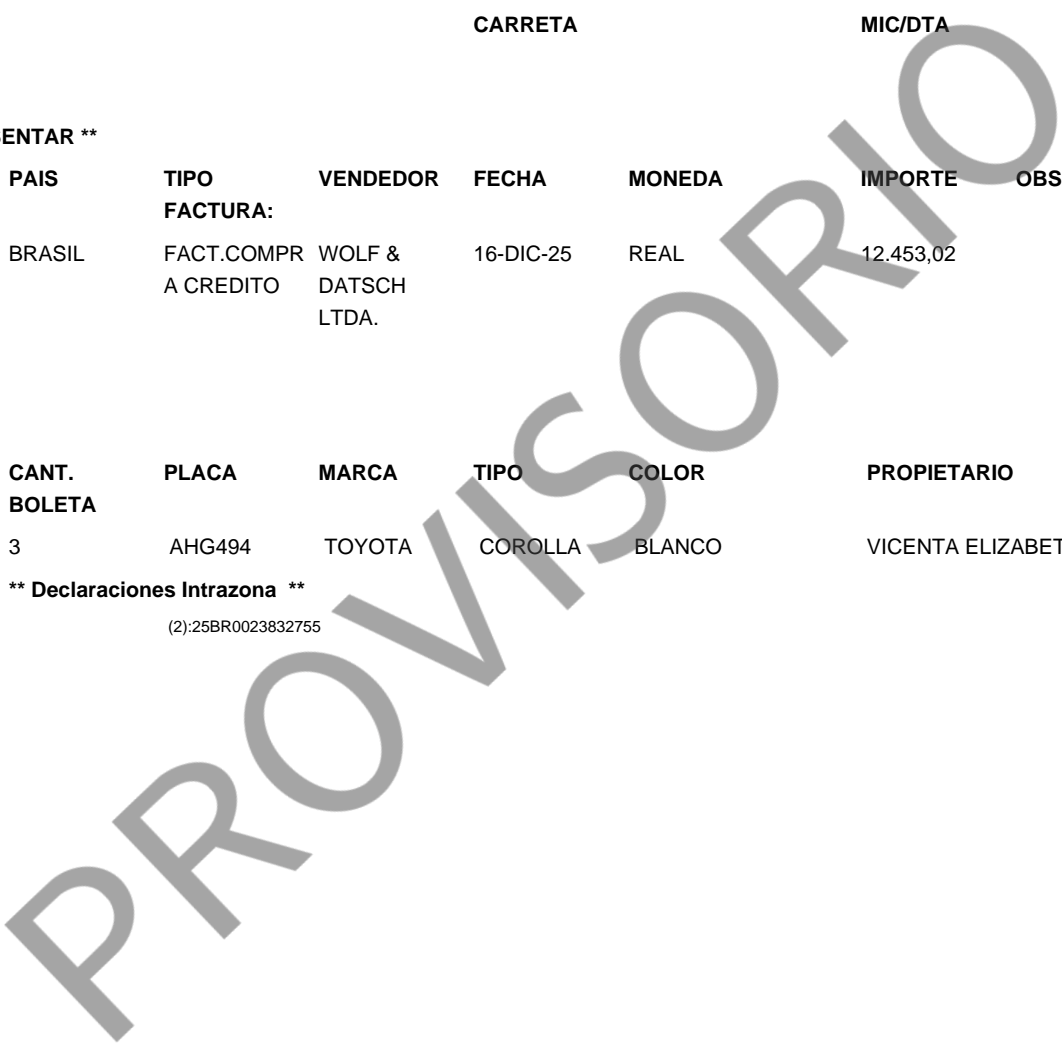 CARRETA MIC/DTA
SENTAR **
PAIS TIPO VENDEDOR FECHA MONEDA IMPORTE OBS
FACTURA:
BRASIL FACT.COMPR WOLF & 16-DIC-25 REAL 12.453,02
A CREDITO DATSCH
LTDA.
CANT. PLACA MARCA TIPO COLOR PROPIETARIO
BOLETA
3 AHG494 TOYOTA COROLLA BLANCO VICENTA ELIZABET
** Declaraciones Intrazona **
(2):25BR0023832755
PROVISORIO